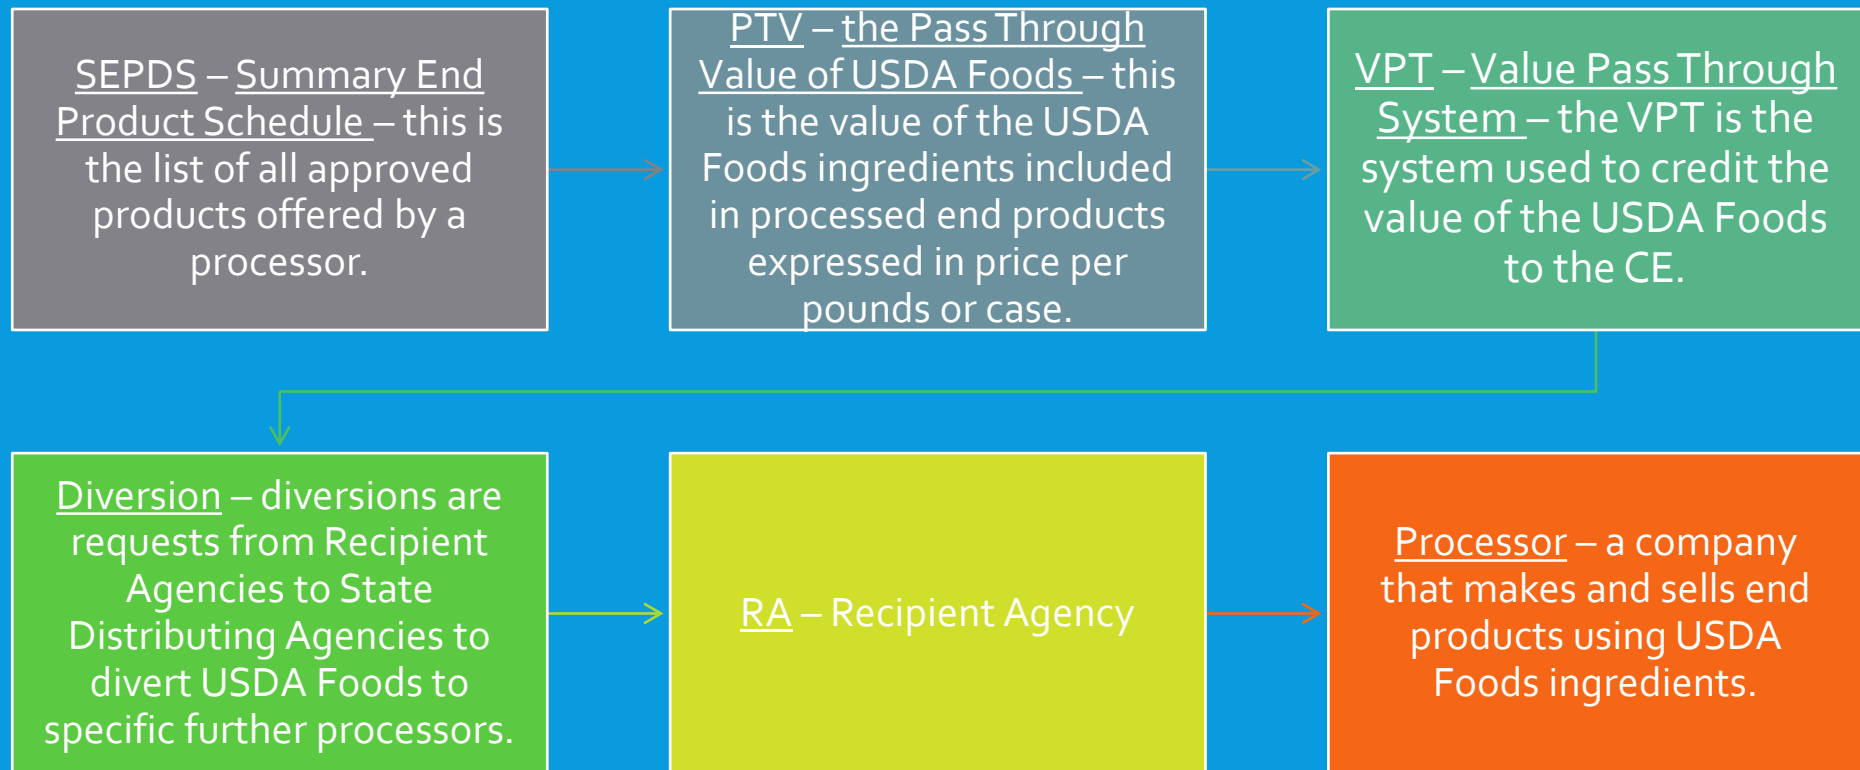 SEPDS – Summary End
Product Schedule – this is
the list of all approved
products offered by a
processor.
PTV – the Pass Through
Value of USDA Foods – this
is the value of the USDA
Foods ingredients included
in processed end products
expressed in price per
pounds or case.
VPT – Value Pass Through
System – the VPT is the
system used to credit the
value of the USDA Foods
to the CE.
Diversion – diversions are
requests from Recipient
Agencies to State
Distributing Agencies to
divert USDA Foods to
specific further processors.
RA – Recipient Agency
Processor – a company
that makes and sells end
products using USDA
Foods ingredients.